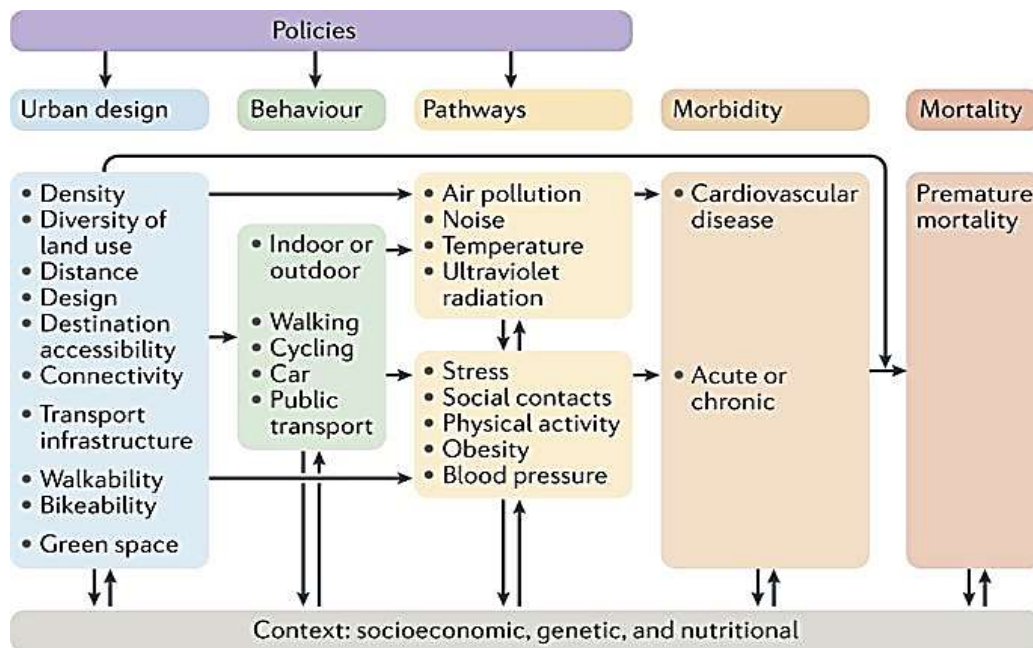 Policies
Urban design
Behaviour
Pathways
Morbidity
Mortality
• Density
• Diversity of
land use
• Distance
• Design
• Destination
accessibility
• Connectivity
• Transport
infrastructure
• Walkability
• Bikeability
• Green space
• Indoor or
outdoor
• Walking
• Cycling
• Car
• Public
transport
• Air pollution
• Noise
• Temperature
• Ultraviolet
radiation
• Stress
• Social contacts
• Physical activity
• Obesity
• Blood pressure
• Cardiovascular
disease
• Acute or
chronic
Premature
mortality
Context: socioeconomic, genetic, and nutritional